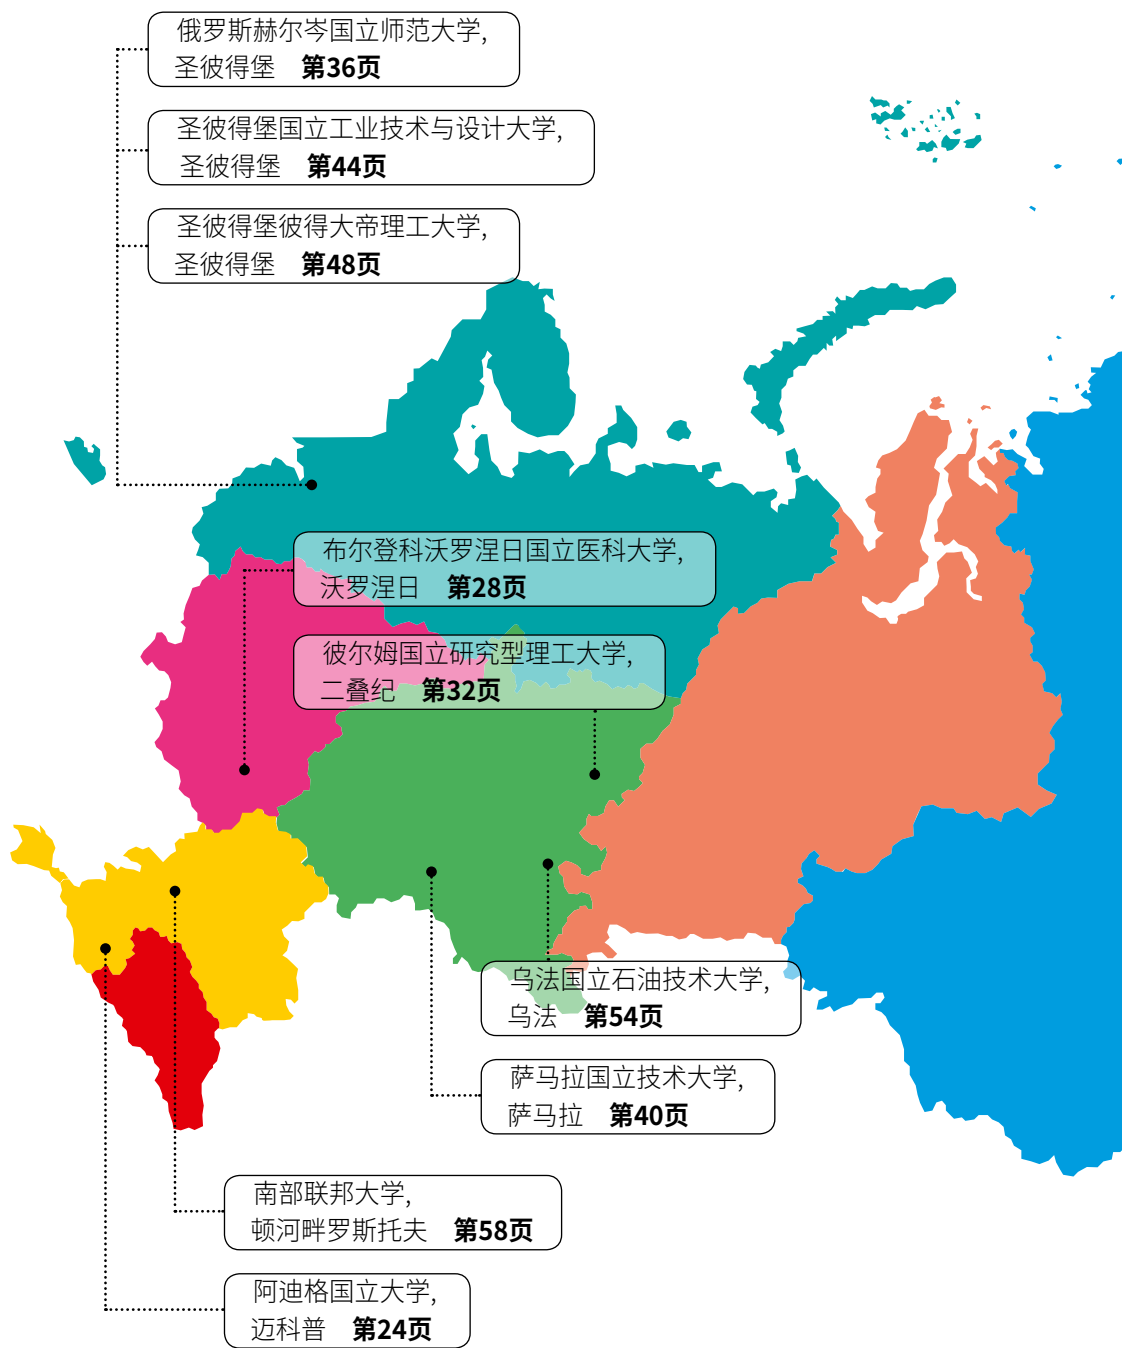 俄罗斯赫尔岑国立师范大学,
圣彼得堡 第36页
圣彼得堡国立工业技术与设计大学,
圣彼得堡 第44页
圣彼得堡彼得大帝理工大学,
圣彼得堡 第48页
布尔登科沃罗涅日国立医科大学,
沃罗涅日 第28页
彼尔姆国立研究型理工大学,
二叠纪 第32页
乌法国立石油技术大学,
乌法 第54页
萨马拉国立技术大学,
萨马拉 第40页
南部联邦大学,
顿河畔罗斯托夫 第58页
阿迪格国立大学,
迈科普 第24页